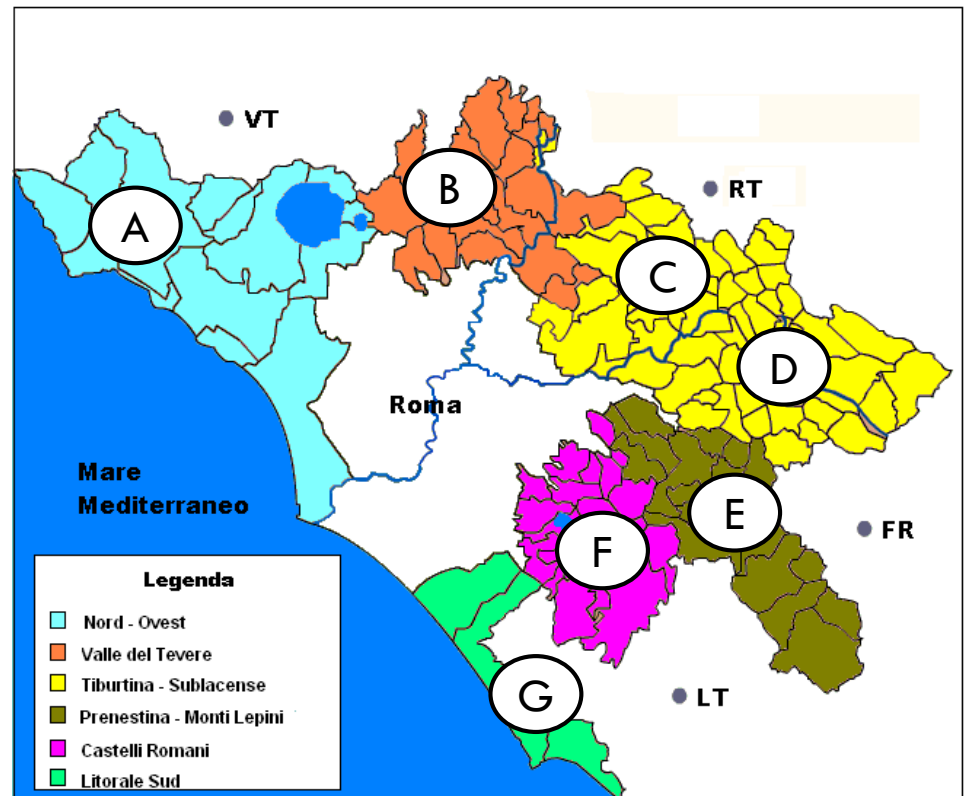 VT
B
RT
A
C
D
Roma
Mare
Mediterraneo
E
FR
F
Legenda
Nord - Ovest
Valle del Tevere
Tiburtina - Sublacense
Prenestina - Monti Lepini
Castelli Romani
Litorale Sud
G
LT